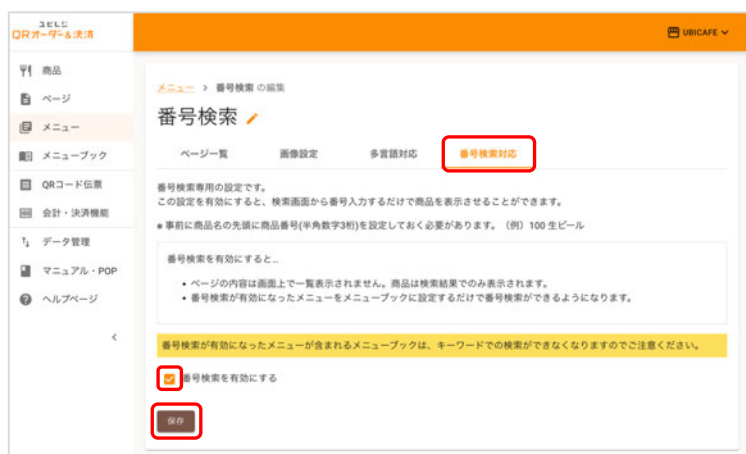 ユビレジ
QRオーダー&決済
UBICAFE
商品
ページ
メニュー
メニューブック
QRコード伝票
会計・決済機能
データ管理
マニュアル・POP
ヘルプページ
メニュー > 番号検索 の編集
番号検索
ページ一覧 画像設定 多言語対応 番号検索対応
番号検索専用の設定です。
この設定を有効にすると、検索画面から番号入力するだけで商品を表示させることができます。
※事前に商品名の先頭に商品番号(半角数字3桁)を設定しておく必要があります。（例）100 生ビール
番号検索を有効にすると…
• ページの内容は画面上で一覧表示されません。商品は検索結果でのみ表示されます。
• 番号検索が有効になったメニューをメニューブックに設定するだけで番号検索ができるようになります。
番号検索が有効になったメニューが含まれるメニューブックは、キーワードでの検索ができなくなりますのでご注意ください。
番号検索を有効にする
保存